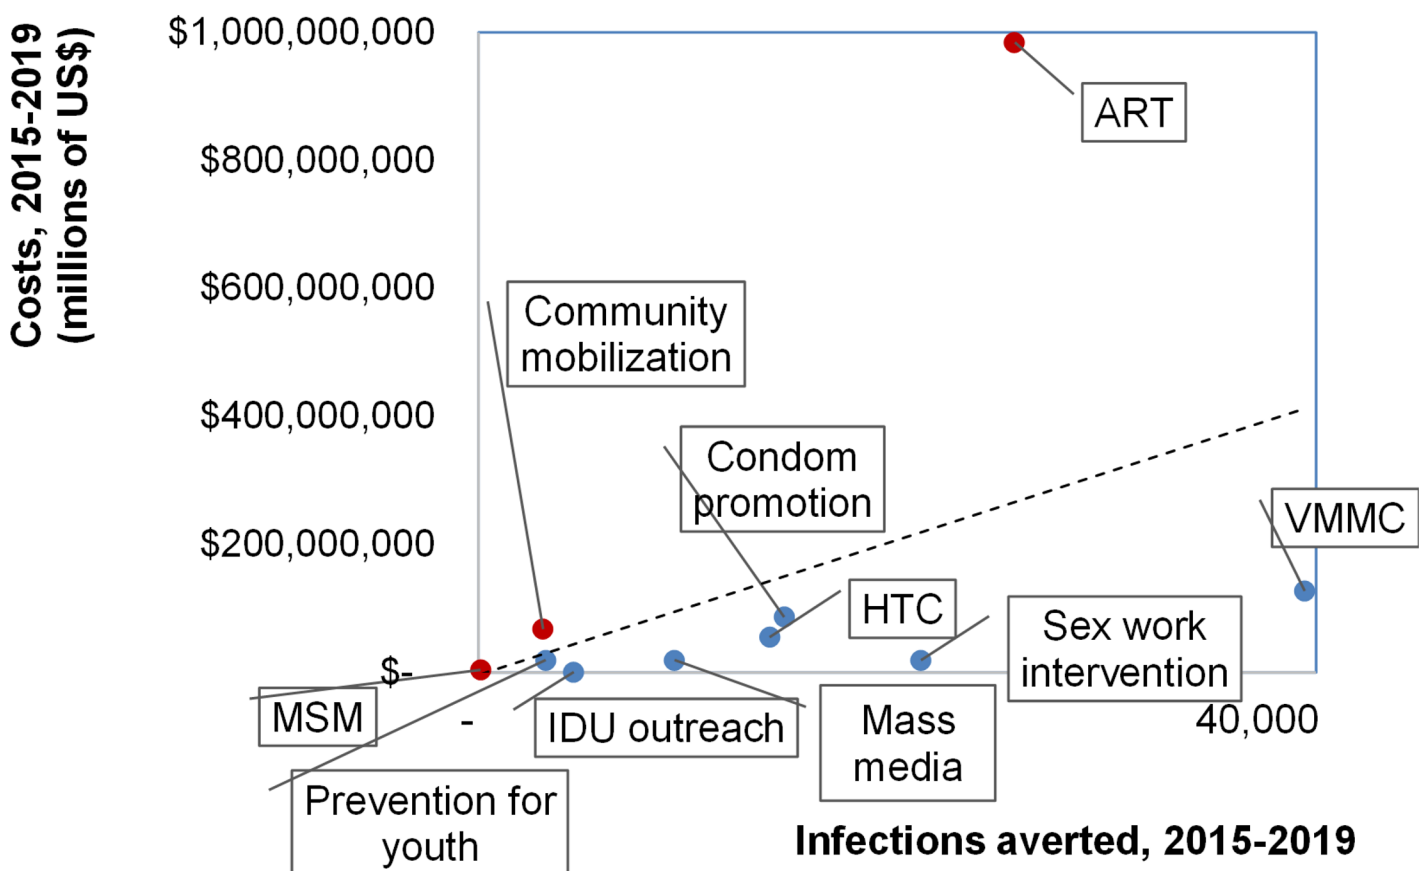 Costs, 2015-2019
(millions of US$)
$1,000,000,000
$800,000,000
$600,000,000
$400,000,000
$200,000,000
$-
ART
Community
mobilization
Condom
promotion
VMMC
HTC
Sex work
intervention
MSM
-
IDU outreach
Mass
media
40,000
Prevention for
youth
Infections averted, 2015-2019